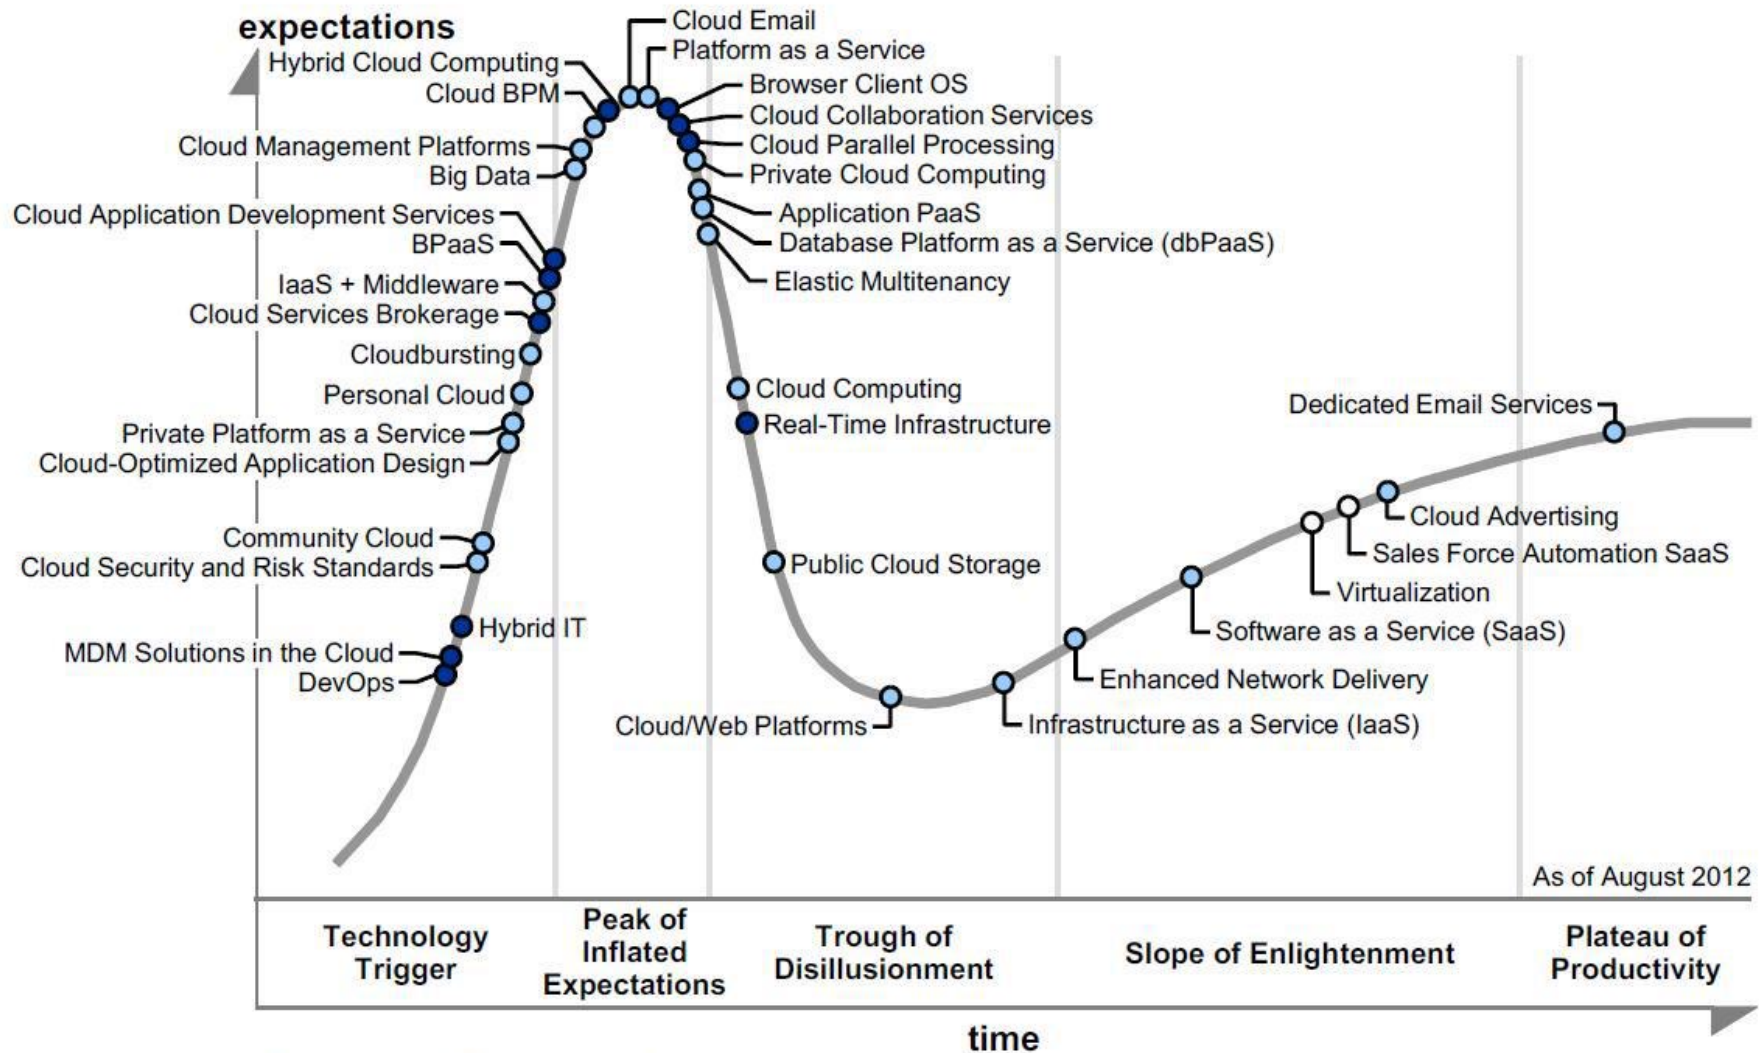 expectations
Cloud Email
Platform as a Service
Hybrid Cloud Computing
Browser Client OS
Cloud BPM
Cloud Collaboration Services
Cloud Management Platforms
Cloud Parallel Processing
Big Data
Private Cloud Computing
Cloud Application Development Services
Application PaaS
BPaaS
Database Platform as a Service (dbPaaS)
IaaS + Middleware
Elastic Multitenancy
Cloud Services Brokerage
Cloudbursting
Personal Cloud
Cloud Computing
Dedicated Email Services
Private Platform as a Service
Real-Time Infrastructure
Cloud-Optimized Application Design
Cloud Advertising
Community Cloud
Sales Force Automation SaaS
Cloud Security and Risk Standards
Public Cloud Storage
Virtualization
Hybrid IT
Software as a Service (SaaS)
MDM Solutions in the Cloud
DevOps
Enhanced Network Delivery
Cloud/Web Platforms
Infrastructure as a Service (IaaS)
As of August 2012
Technology
Trigger
Peak of
Inflated
Expectations
Trough of
Disillusionment
Slope of Enlightenment
Plateau of
Productivity
time